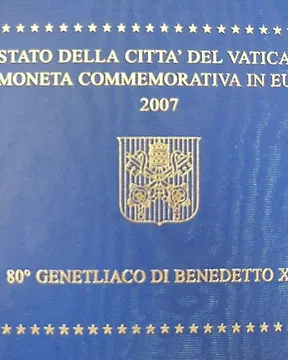 STATO DELLA CITTA' DEL VATICA
MONETA COMMEMORATIVA IN EU
2007
80° GENETLIACO DI BENEDETTO X